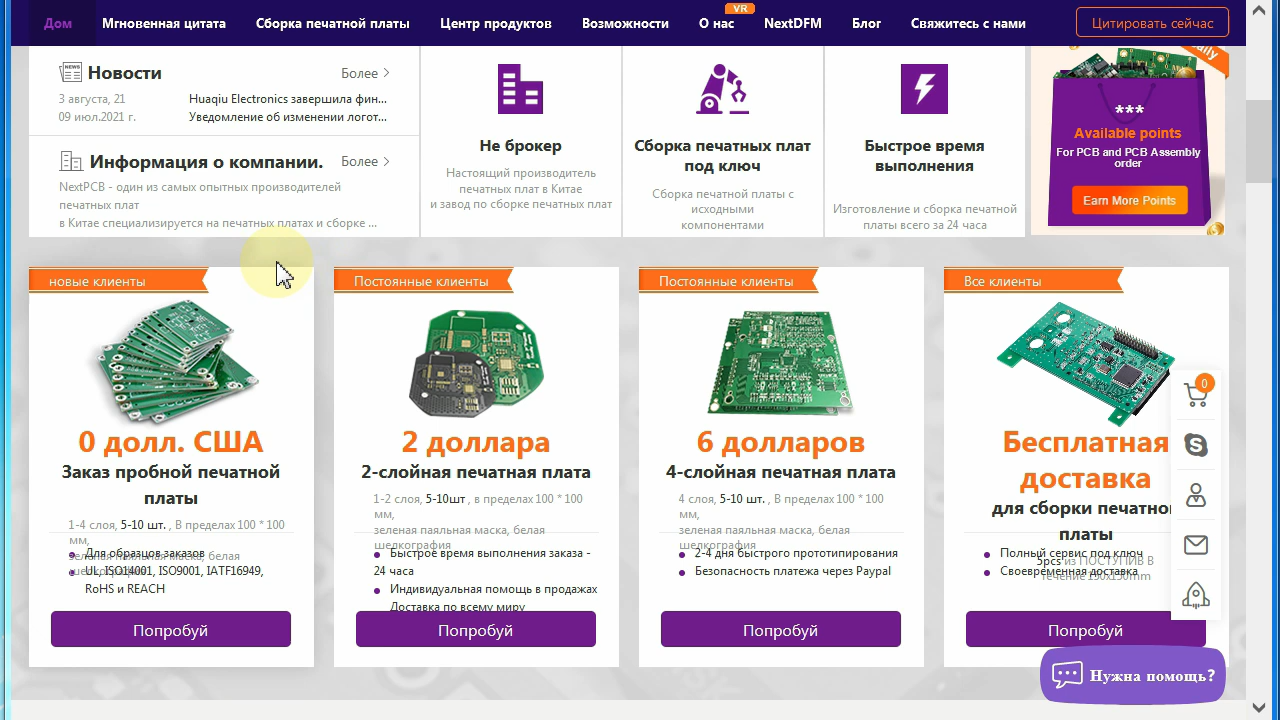 Дом
Мгновенная цитата
Сборка печатной платы
Центр продуктов
Возможности
О нас
VR
NextDFM
Блог
Свяжитесь с нами
Цитировать сейчас
NEWS
Новости
Более
3 августа, 21
Huaqiu Electronics завершила фин...
09 июл.2021 г.
Уведомление об изменении логот...
Информация о компании.
Более
NextPCB - один из самых опытных производителей
печатных плат
в Китае специализируется на печатных платах и сборке ...
Не брокер
Настоящий производитель
печатных плат в Китае
и завод по сборке печатных плат
Сборка печатных плат
под ключ
Сборка печатной платы с
исходными
компонентами
Быстрое время
выполнения
Изготовление и сборка печатной
платы всего за 24 часа
***
Available points
For PCB and PCB Assembly
order
Earn More Points
новые клиенты
0 долл. США
Заказ пробной печатной
платы
1-4 слоя, 5-10 шт. , В пределах 100 * 100
мм,
зеленая паяльная маска, белая
шелкография
Для образцов заказов
UL, ISO14001, ISO9001, IATF16949,
RoHS и REACH
Попробуй
Постоянные клиенты
2 доллара
2-слойная печатная плата
1-2 слоя, 5-10шт , в пределах 100 * 100
мм,
зеленая паяльная маска, белая
шелкография
Быстрое время выполнения заказа -
24 часа
Индивидуальная помощь в продажах
Доставка по всему миру
Попробуй
Постоянные клиенты
6 долларов
4-слойная печатная плата
4 слоя, 5-10 шт. , В пределах 100 * 100
мм,
зеленая паяльная маска, белая
шелкография
2-4 дня быстрого прототипирования
Безопасность платежа через Paypal
Попробуй
Все клиенты
Бесплатная
доставка
для сборки печатной
платы
5pcs из ПОСТУПИВ В
течение 150x150mm
Полный сервис под ключ
Своевременная доставка
Попробуй
0
Нужна помощь?